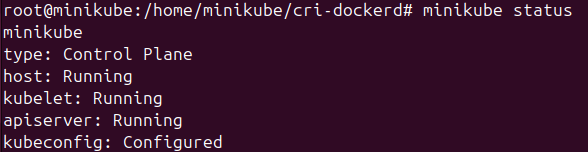 root@minikube:/home/minikube/cri-dockerd# minikube status
minikube
type: Control Plane
host: Running
kubelet: Running
apiserver: Running
kubeconfig: Configured